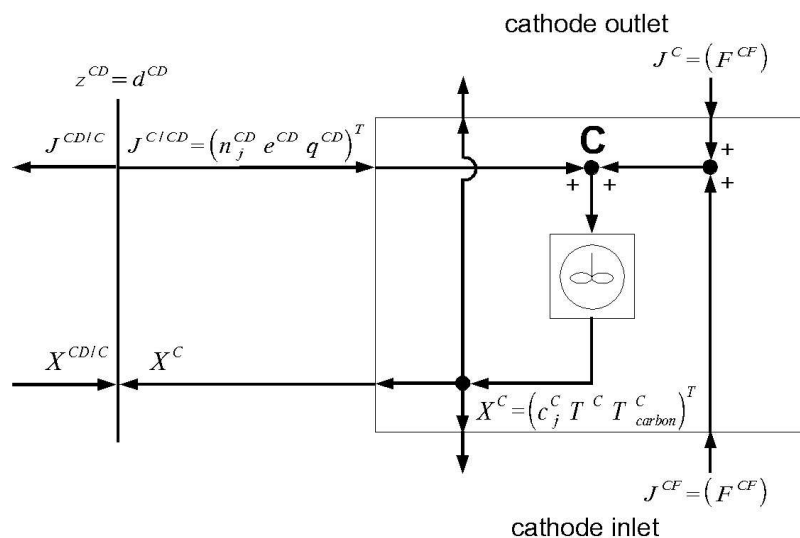 cathode outlet
J^C = (F^CF)
z^CD = d^CD
J^CD/C
J^C/CD = (n_j^CD e^CD q^CD)^T
C
+
+
+
+
X^CD/C
X^C
X^C = (c_j^C T^C T_carbon^C)^T
J^CF = (F^CF)
cathode inlet